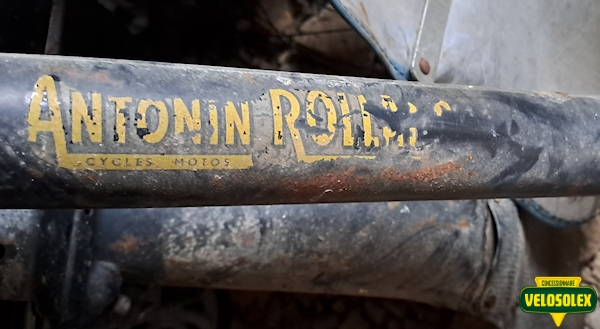 ANTONIN
CYCLES MOTOS
CONCESSIONNAIRE
VELOSOLEX